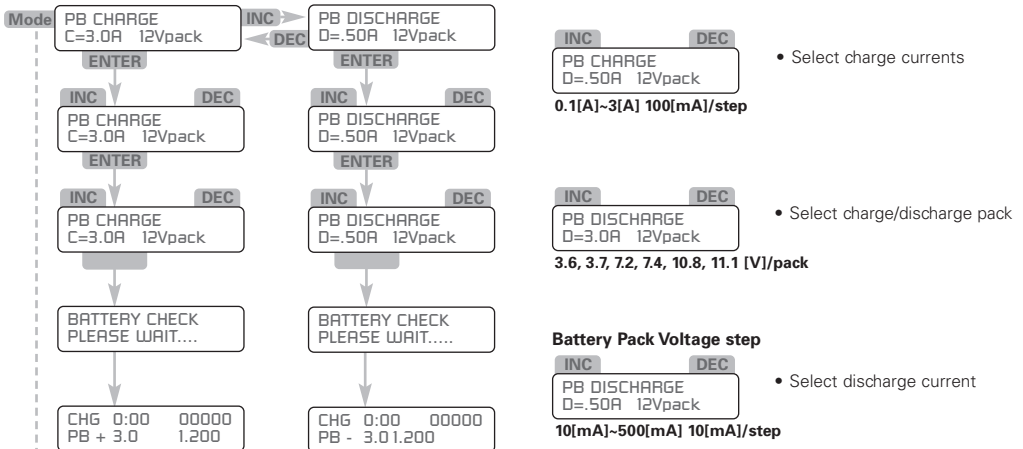 Mode
PB CHARGE
C=3.0A 12Vpack
INC
DEC
PB DISCHARGE
D=.50A 12Vpack
ENTER
ENTER
INC DEC
PB CHARGE
C=3.0A 12Vpack
INC DEC
PB DISCHARGE
D=.50A 12Vpack
ENTER
ENTER
INC DEC
PB CHARGE
C=3.0A 12Vpack
INC DEC
PB DISCHARGE
D=.50A 12Vpack
BATTERY CHECK
PLEASE WAIT....
BATTERY CHECK
PLEASE WAIT.....
CHG 0:00 00000
PB + 3.0 1.200
CHG 0:00 00000
PB - 3.01.200
INC DEC
PB CHARGE
D=.50A 12Vpack
• Select charge currents
0.1[A]~3[A] 100[mA]/step
INC DEC
PB DISCHARGE
D=3.0A 12Vpack
• Select charge/discharge pack
3.6, 3.7, 7.2, 7.4, 10.8, 11.1 [V]/pack
Battery Pack Voltage step
INC DEC
PB DISCHARGE
D=.50A 12Vpack
• Select discharge current
10[mA]~500[mA] 10[mA]/step